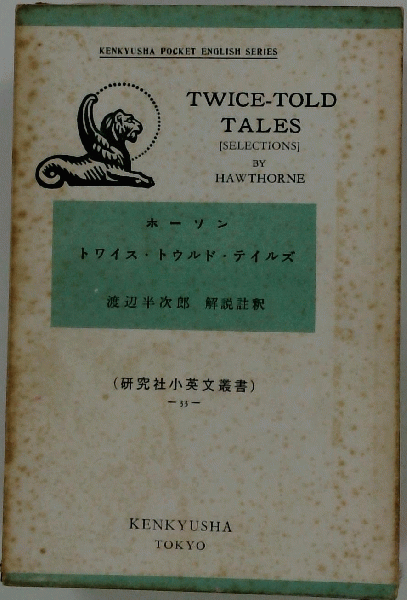 KENKYUSHA POCKET ENGLISH SERIES
TWICE-TOLD
TALES
[SELECTIONS]
BY
HAWTHORNE
ホーソン
トワイス・トウルド・テイルズ
渡辺半次郎 解説註釈
(研究社小英文叢書)
— 33 —
KENKYUSHA
TOKYO